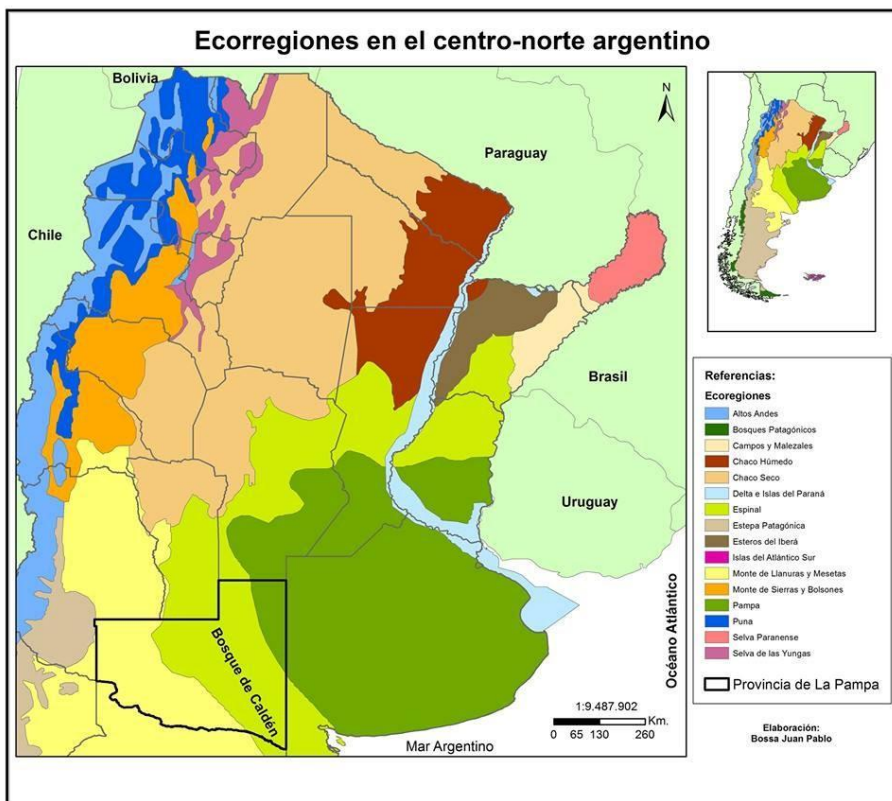 Ecorregiones en el centro-norte argentino
Bolivia
N
Paraguay
Chile
Brasil
Uruguay
Océano Atlántico
Bosque de Caldén
Mar Argentino
1:9.487.902
Km.
0 65 130 260
Referencias:
Ecoregiones
Altos Andes
Bosques Patagónicos
Campos y Malezales
Chaco Húmedo
Chaco Seco
Delta e Islas del Paraná
Espinal
Estepa Patagónica
Esteros del Iberá
Islas del Atlántico Sur
Monte de Llanuras y Mesetas
Monte de Sierras y Bolsones
Pampa
Puna
Selva Paranense
Selva de las Yungas
Provincia de La Pampa
Elaboración:
Bossa Juan Pablo